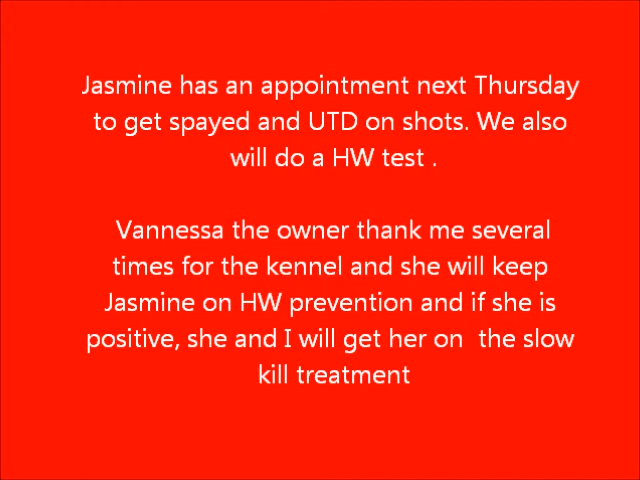 Jasmine has an appointment next Thursday
to get spayed and UTD on shots. We also
will do a HW test .
Vannessa the owner thank me several
times for the kennel and she will keep
Jasmine on HW prevention and if she is
positive, she and I will get her on  the slow
kill treatment